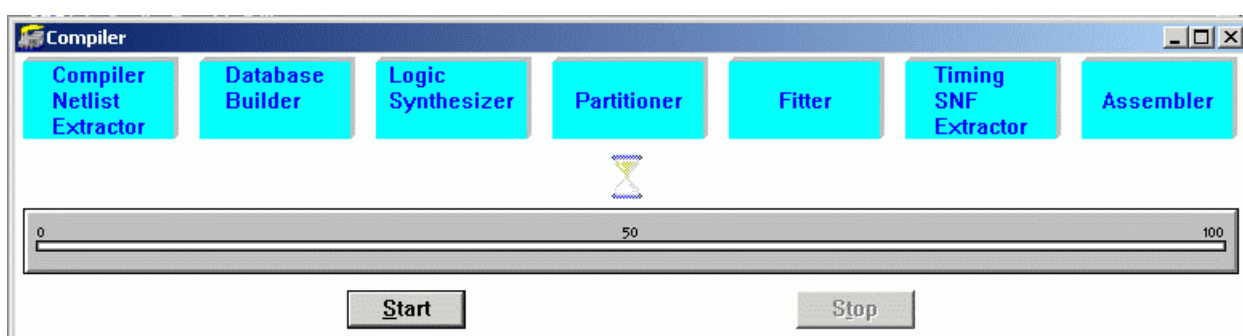 Compiler
Compiler
Netlist
Extractor
Database
Builder
Logic
Synthesizer
Partitioner
Fitter
Timing
SNF
Extractor
Assembler
0 50 100
Start Stop